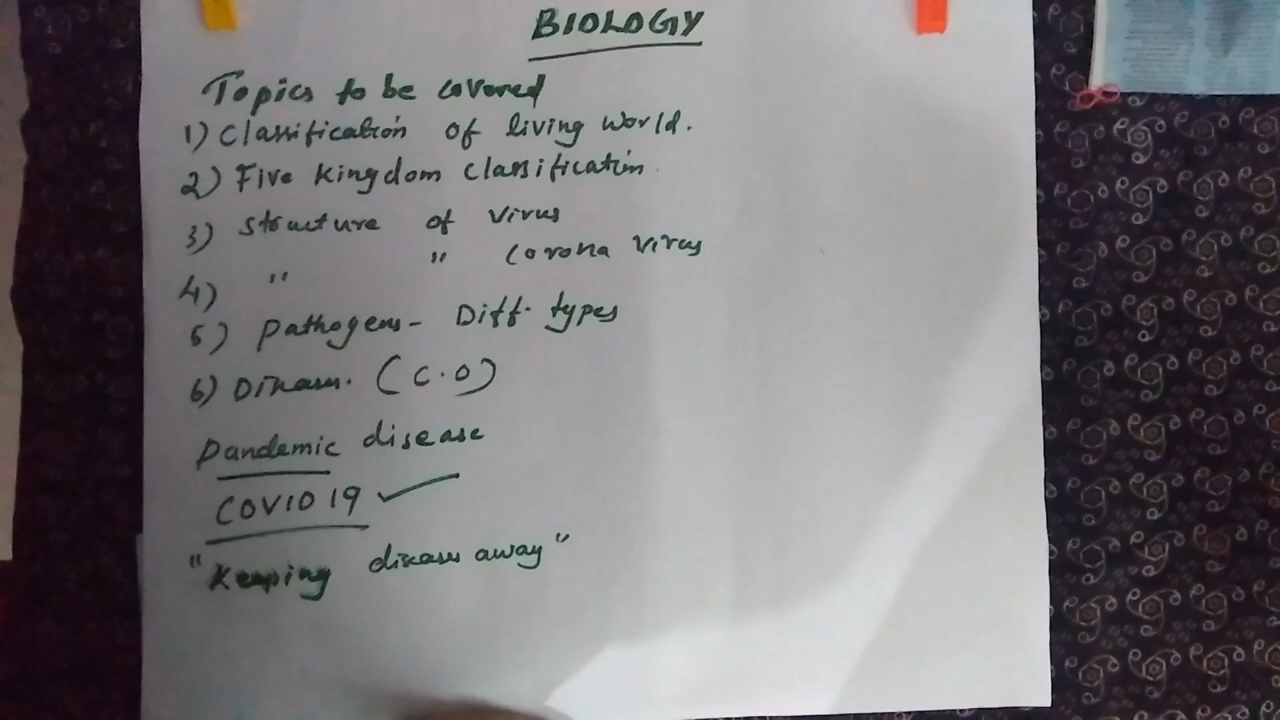 BIOLOGY
Topics to be covered
1) Classification of living world.
2) Five kingdom classification.
3) structure of virus
4) " " Corona virus
5) pathogens - Diff. types
6) Diseases. (C.D)
Pandemic disease
COVID 19 ✓
"Keeping diseases away"